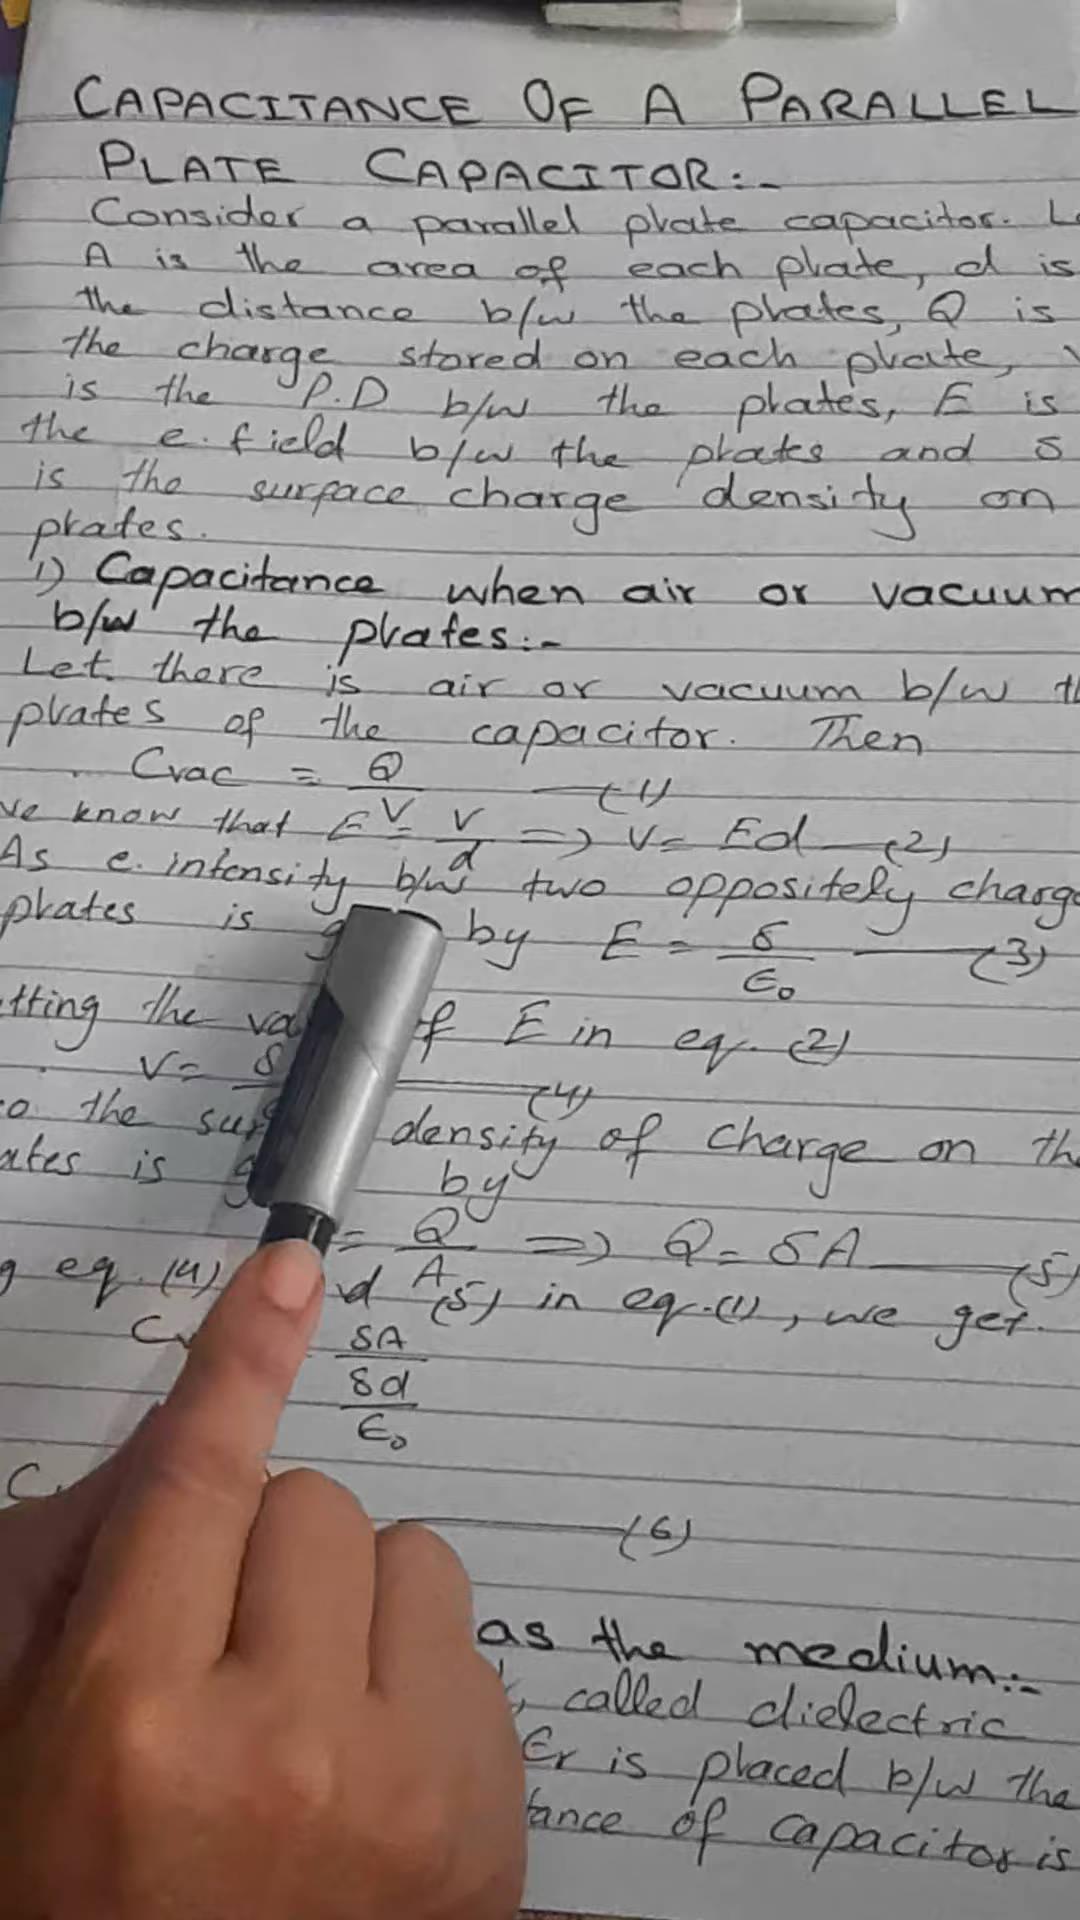 CAPACITANCE OF A PARALLEL
PLATE CAPACITOR:-
Consider a parallel plate capacitor.
A is the area of each plate, d is
the distance b/w the plates, Q is
the charge stored on each plate,
is the P.D b/w the plates, E is
the e. field b/w the plates and δ
is the surface charge density on
plates.
1) Capacitance when air or vacuum
b/w the plates:-
Let there is air or vacuum b/w
plates of the capacitor. Then
Cvac = Q/V (1)
we know that E = V/d => V = Ed (2)
As e. intensity b/w two oppositely
plates is by E = δ/ε₀ (3)
the of E in eq. (2)
V = (4)
the density of charge on
is by
= Q/A => Q = δA (5)
eq. (4) (5) in eq. (1), we get.
δA/δd/ε₀
(6)
as the medium:-
called dielectric
εr is placed b/w the
of capacitor is